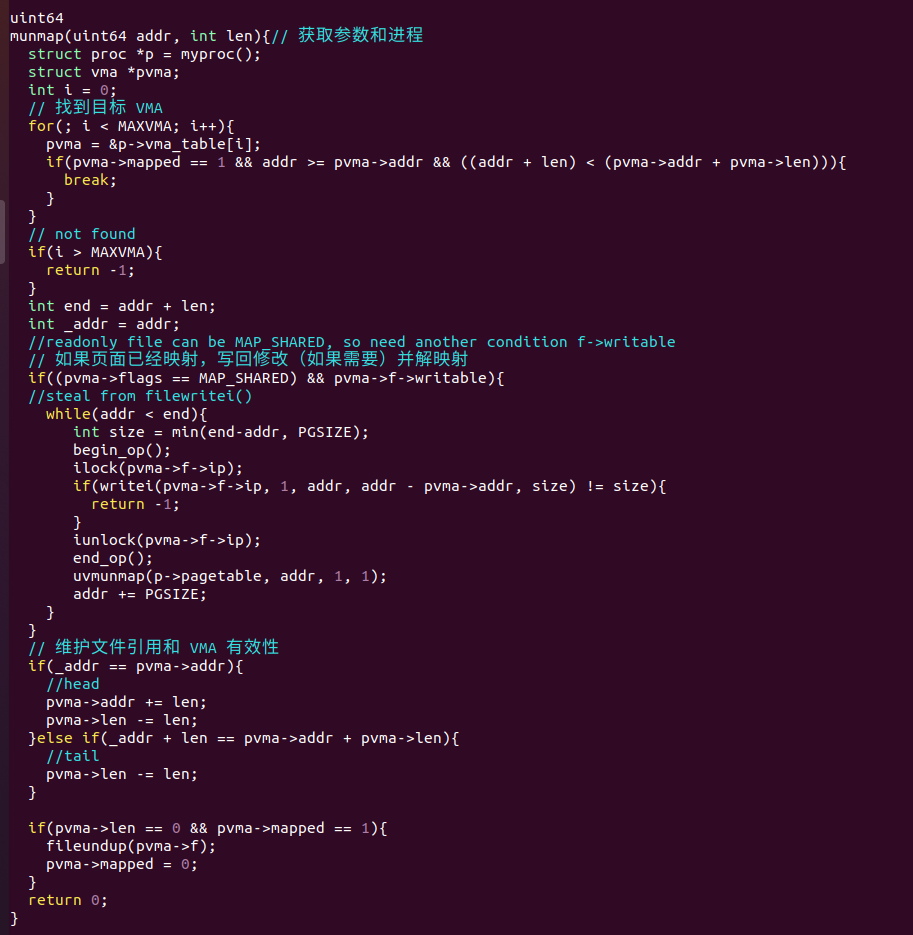 uint64
munmap(uint64 addr, int len){// 获取参数和进程
  struct proc *p = myproc();
  struct vma *pvma;
  int i = 0;
  // 找到目标 VMA
  for(; i < MAXVMA; i++){
    pvma = &p->vma_table[i];
    if(pvma->mapped == 1 && addr >= pvma->addr && ((addr + len) < (pvma->addr + pvma->len))){
      break;
    }
  }
  // not found
  if(i > MAXVMA){
    return -1;
  }
  int end = addr + len;
  int _addr = addr;
  //readonly file can be MAP_SHARED, so need another condition f->writable
  // 如果页面已经映射，写回修改（如果需要）并解映射
  if((pvma->flags == MAP_SHARED) && pvma->f->writable){
  //steal from filewritei()
    while(addr < end){
       int size = min(end-addr, PGSIZE);
       begin_op();
       ilock(pvma->f->ip);
       if(writei(pvma->f->ip, 1, addr, addr - pvma->addr, size) != size){
         return -1;
       }
       iunlock(pvma->f->ip);
       end_op();
       uvmunmap(p->pagetable, addr, 1, 1);
       addr += PGSIZE;
    }
  }
  // 维护文件引用和 VMA 有效性
  if(_addr == pvma->addr){
    //head
    pvma->addr += len;
    pvma->len -= len;
  }else if(_addr + len == pvma->addr + pvma->len){
    //tail
    pvma->len -= len;
  }

  if(pvma->len == 0 && pvma->mapped == 1){
    fileundup(pvma->f);
    pvma->mapped = 0;
  }
  return 0;
}